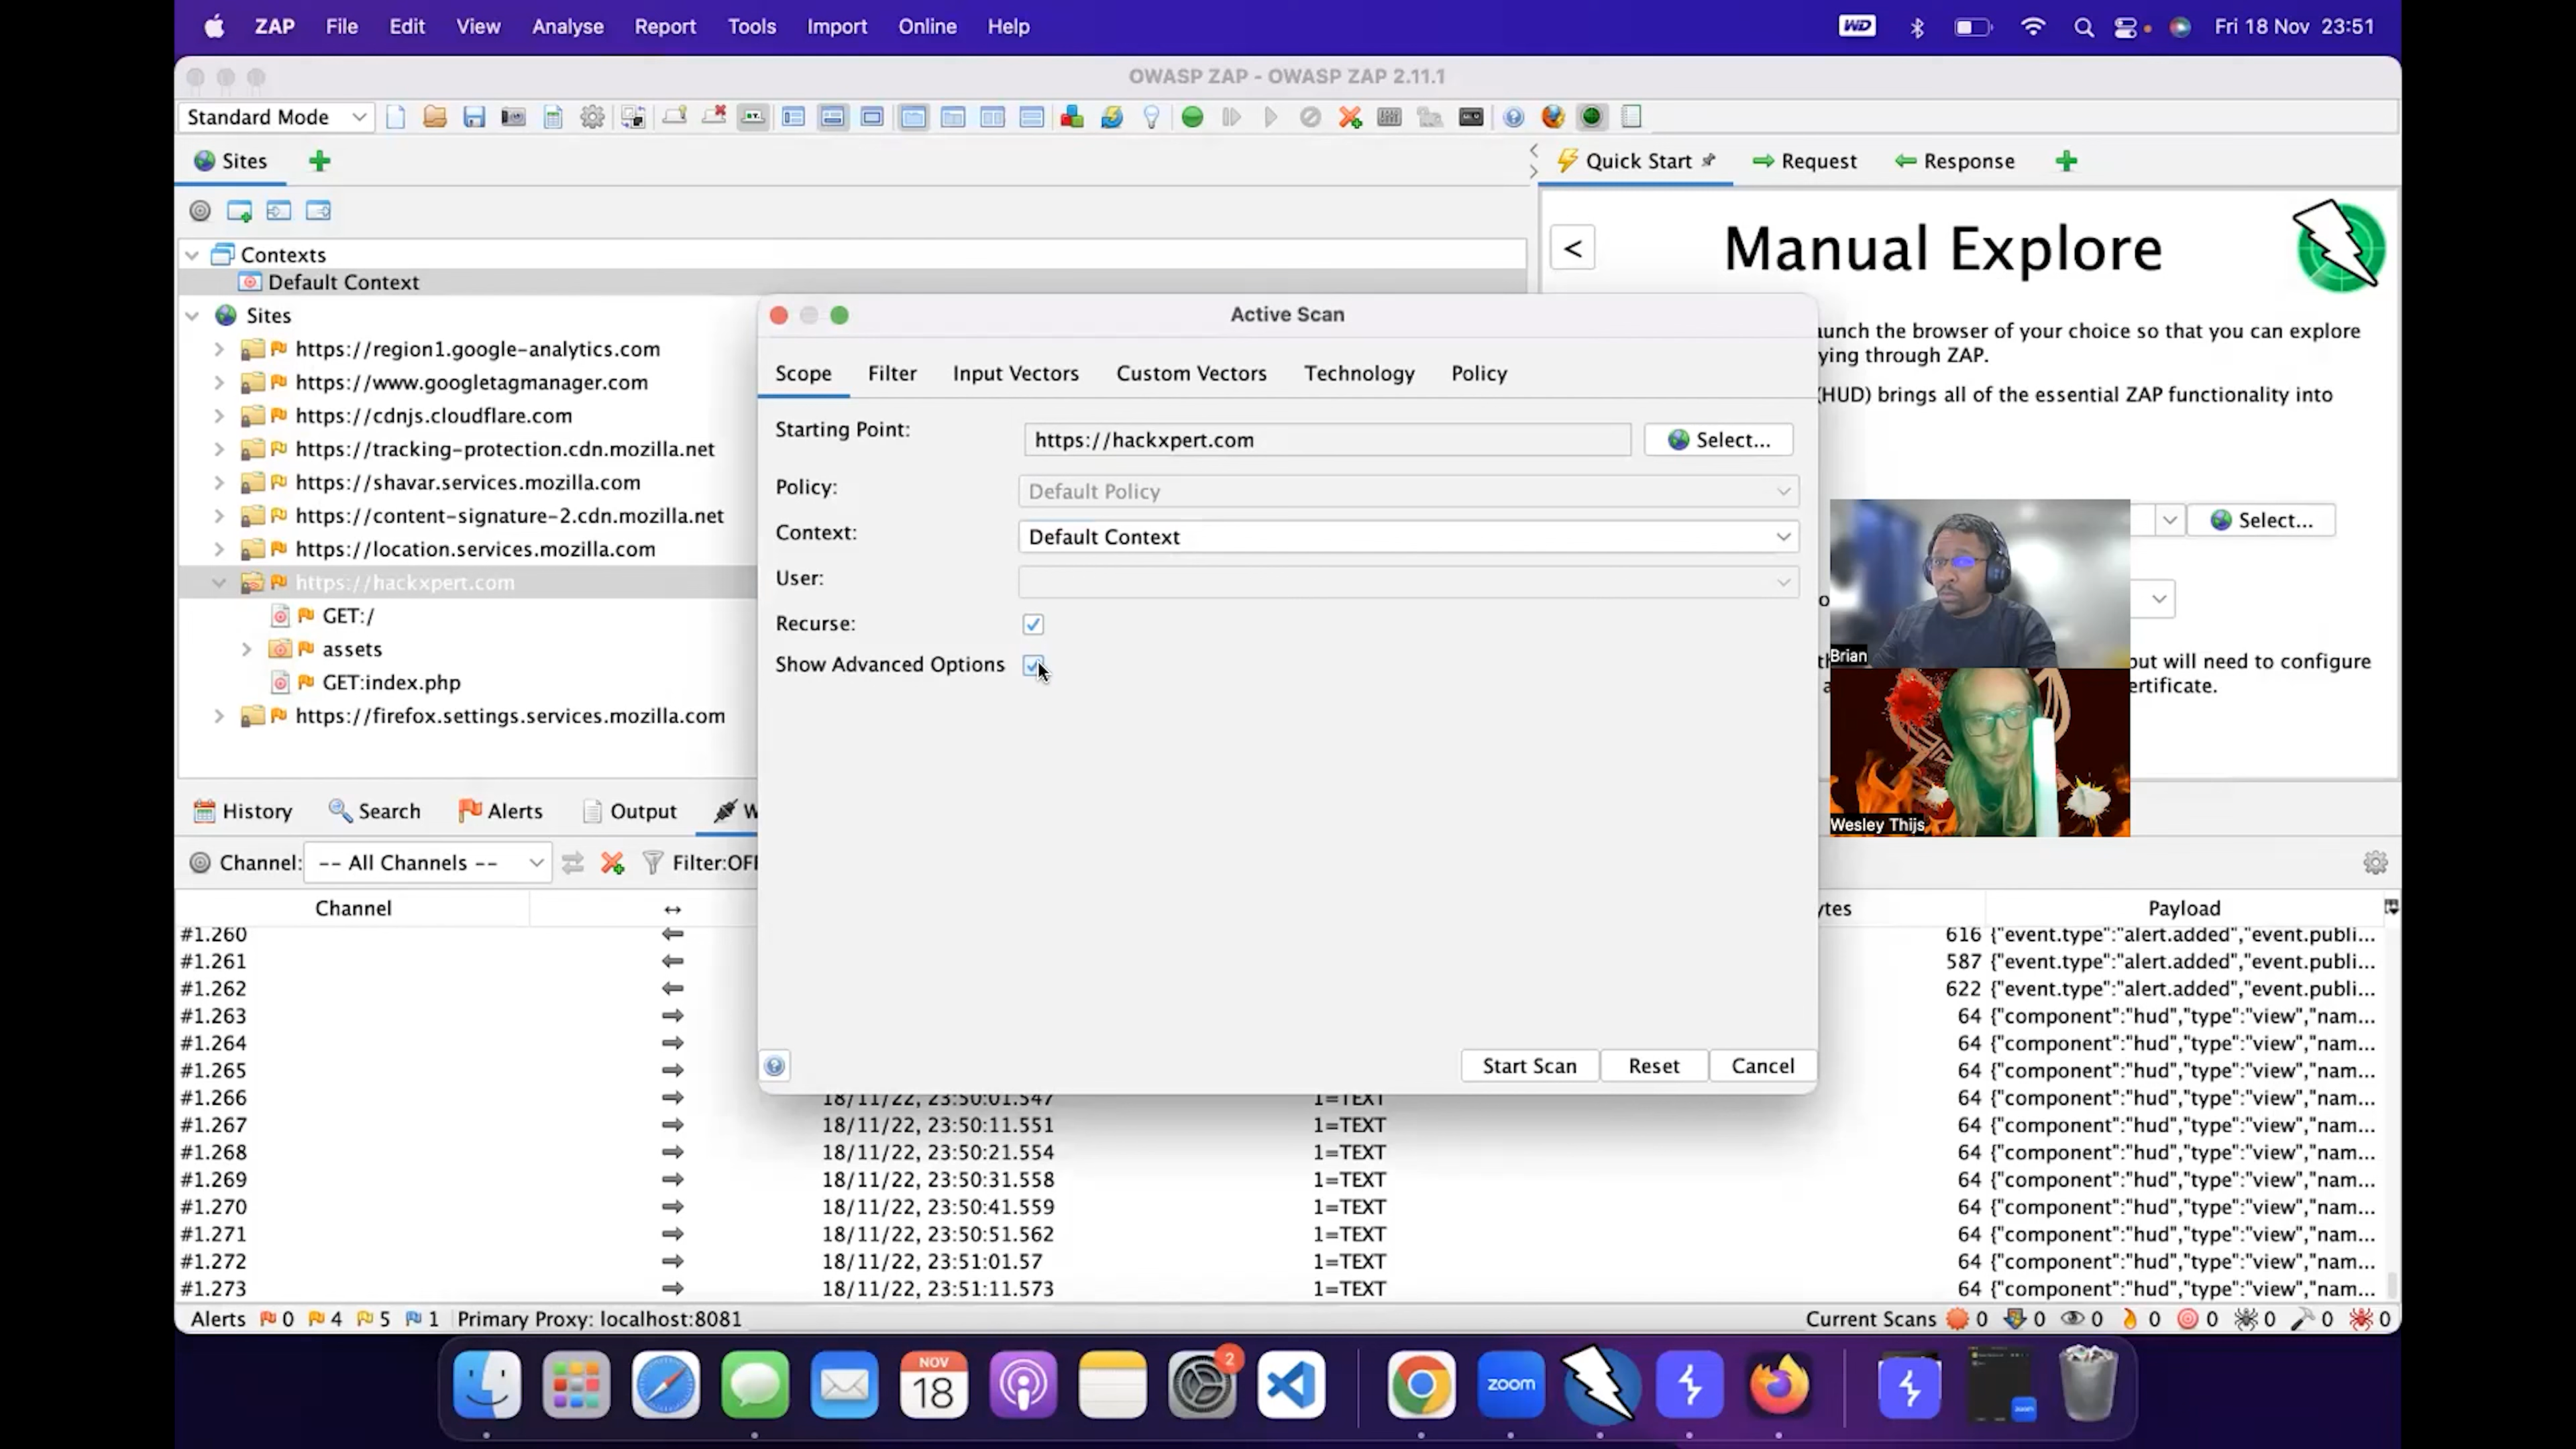 ZAP File Edit View Analyse Report Tools Import Online Help
WD Fri 18 Nov 23:51
OWASP ZAP - OWASP ZAP 2.11.1
Standard Mode
Sites
Quick Start Request Response
Contexts
Default Context
Sites
https://region1.google-analytics.com
https://www.googletagmanager.com
https://cdnjs.cloudflare.com
https://tracking-protection.cdn.mozilla.net
https://shavar.services.mozilla.com
https://content-signature-2.cdn.mozilla.net
https://location.services.mozilla.com
https://hackxpert.com
GET:/
assets
GET:index.php
https://firefox.settings.services.mozilla.com
<
Manual Explore
aunch the browser of your choice so that you can explore
ying through ZAP.
(HUD) brings all of the essential ZAP functionality into
Select...
out will need to configure
ertificate.
Active Scan
Scope Filter Input Vectors Custom Vectors Technology Policy
Starting Point: https://hackxpert.com Select...
Policy: Default Policy
Context: Default Context
User:
Recurse:
Show Advanced Options
Start Scan Reset Cancel
Brian
Wesley Thijs
History Search Alerts Output W
Channel: -- All Channels -- Filter:OFF
Channel ↔ ytes Payload
#1.260 616 {"event.type":"alert.added","event.publi...
#1.261 587 {"event.type":"alert.added","event.publi...
#1.262 622 {"event.type":"alert.added","event.publi...
#1.263 64 {"component":"hud","type":"view","nam...
#1.264 64 {"component":"hud","type":"view","nam...
#1.265 64 {"component":"hud","type":"view","nam...
#1.266 18/11/22, 23:50:01.547 1=TEXT 64 {"component":"hud","type":"view","nam...
#1.267 18/11/22, 23:50:11.551 1=TEXT 64 {"component":"hud","type":"view","nam...
#1.268 18/11/22, 23:50:21.554 1=TEXT 64 {"component":"hud","type":"view","nam...
#1.269 18/11/22, 23:50:31.558 1=TEXT 64 {"component":"hud","type":"view","nam...
#1.270 18/11/22, 23:50:41.559 1=TEXT 64 {"component":"hud","type":"view","nam...
#1.271 18/11/22, 23:50:51.562 1=TEXT 64 {"component":"hud","type":"view","nam...
#1.272 18/11/22, 23:51:01.57 1=TEXT 64 {"component":"hud","type":"view","nam...
#1.273 18/11/22, 23:51:11.573 1=TEXT 64 {"component":"hud","type":"view","nam...
Alerts 0 4 5 1 Primary Proxy: localhost:8081
Current Scans 0 0 0 0 0 0 0 0
NOV
18
2
zoom